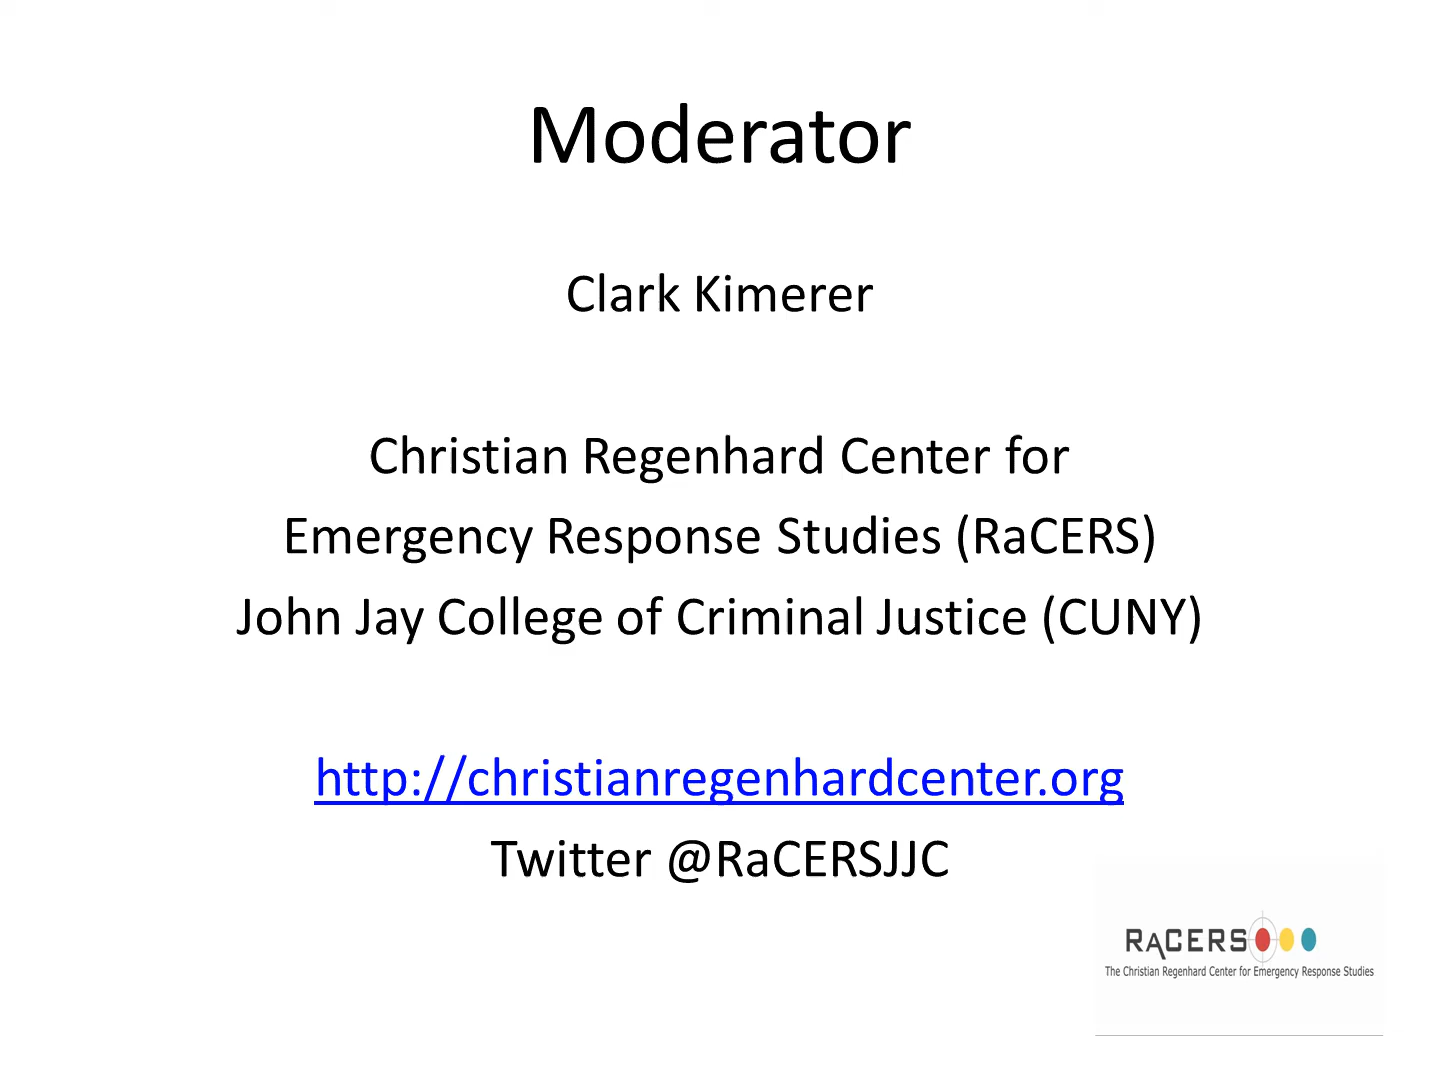 Moderator
Clark Kimerer
Christian Regenhard Center for
Emergency Response Studies (RaCERS)
John Jay College of Criminal Justice (CUNY)
http://christianregenhardcenter.org
Twitter @RaCERSJJC
RaCERS
The Christian Regenhard Center for Emergency Response Studies